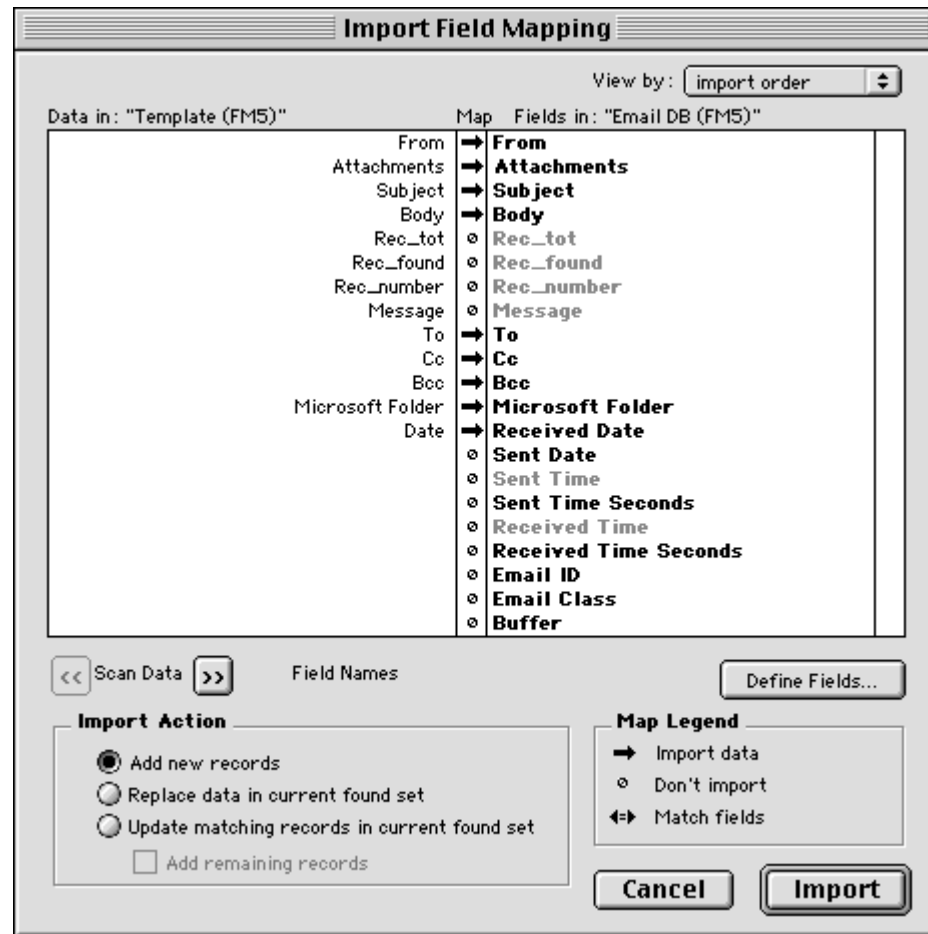 Import Field Mapping
View by: import order
Data in: "Template (FM5)" Map Fields in: "Email DB (FM5)"
From From
Attachments Attachments
Subject Subject
Body Body
Rec_tot Rec_tot
Rec_found Rec_found
Rec_number Rec_number
Message Message
To To
Cc Cc
Bcc Bcc
Microsoft Folder Microsoft Folder
Date Received Date
Sent Date
Sent Time
Sent Time Seconds
Received Time
Received Time Seconds
Email ID
Email Class
Buffer
<< Scan Data >> Field Names Define Fields...
Import Action
Add new records
Replace data in current found set
Update matching records in current found set
Add remaining records
Map Legend
Import data
Don't import
Match fields
Cancel Import